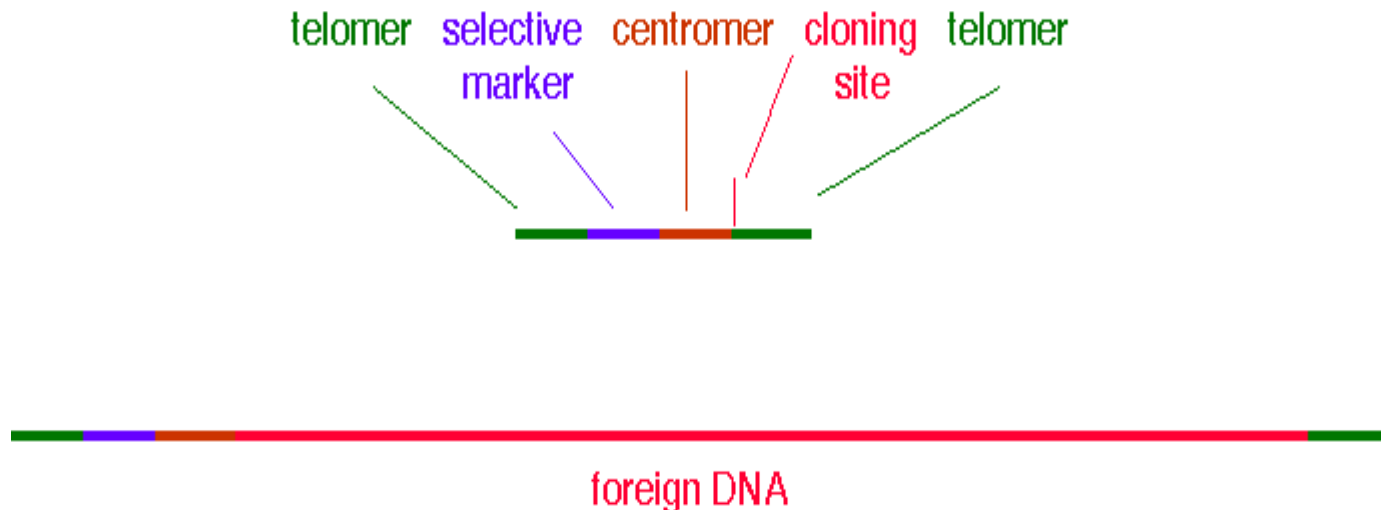 telomer selective centromer cloning telomer
marker site
foreign DNA